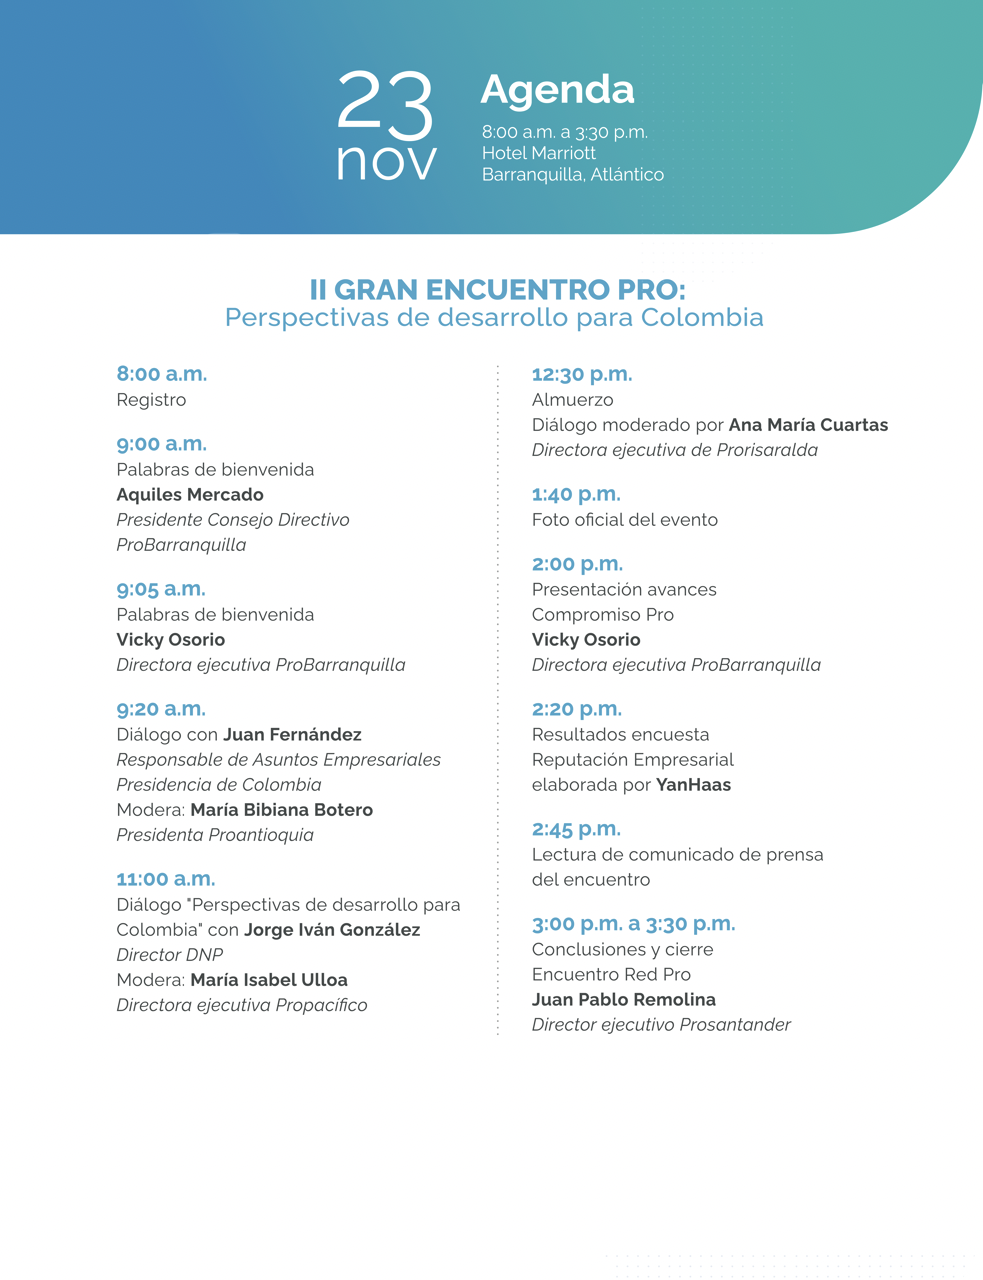 23
nov
Agenda
8:00 a.m. a 3:30 p.m.
Hotel Marriott
Barranquilla, Atlántico
II GRAN ENCUENTRO PRO:
Perspectivas de desarrollo para Colombia
8:00 a.m.
Registro
9:00 a.m.
Palabras de bienvenida
Aquiles Mercado
Presidente Consejo Directivo
ProBarranquilla
9:05 a.m.
Palabras de bienvenida
Vicky Osorio
Directora ejecutiva ProBarranquilla
9:20 a.m.
Diálogo con Juan Fernández
Responsable de Asuntos Empresariales
Presidencia de Colombia
Modera: María Bibiana Botero
Presidenta Proantioquia
11:00 a.m.
Diálogo "Perspectivas de desarrollo para
Colombia" con Jorge Iván González
Director DNP
Modera: María Isabel Ulloa
Directora ejecutiva Propacífico
12:30 p.m.
Almuerzo
Diálogo moderado por Ana María Cuartas
Directora ejecutiva de Prorisaralda
1:40 p.m.
Foto oficial del evento
2:00 p.m.
Presentación avances
Compromiso Pro
Vicky Osorio
Directora ejecutiva ProBarranquilla
2:20 p.m.
Resultados encuesta
Reputación Empresarial
elaborada por YanHaas
2:45 p.m.
Lectura de comunicado de prensa
del encuentro
3:00 p.m. a 3:30 p.m.
Conclusiones y cierre
Encuentro Red Pro
Juan Pablo Remolina
Director ejecutivo Prosantander